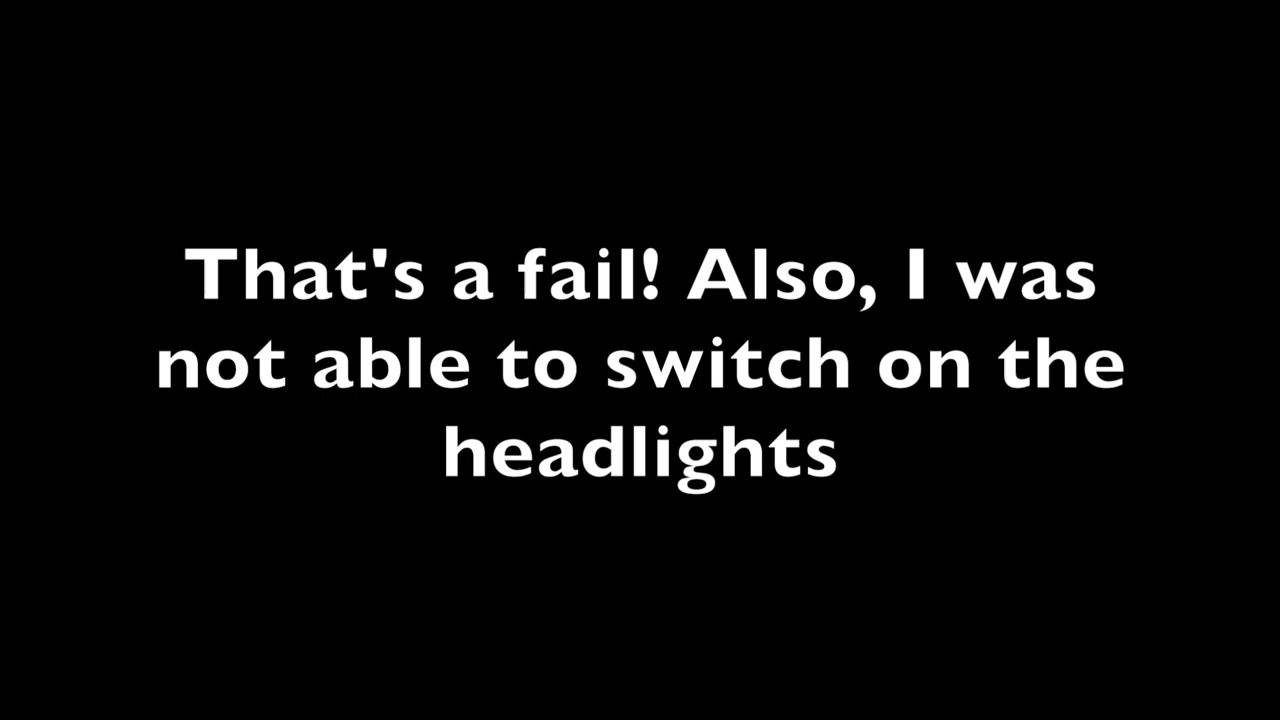 That's a fail! Also, I was
not able to switch on the
headlights